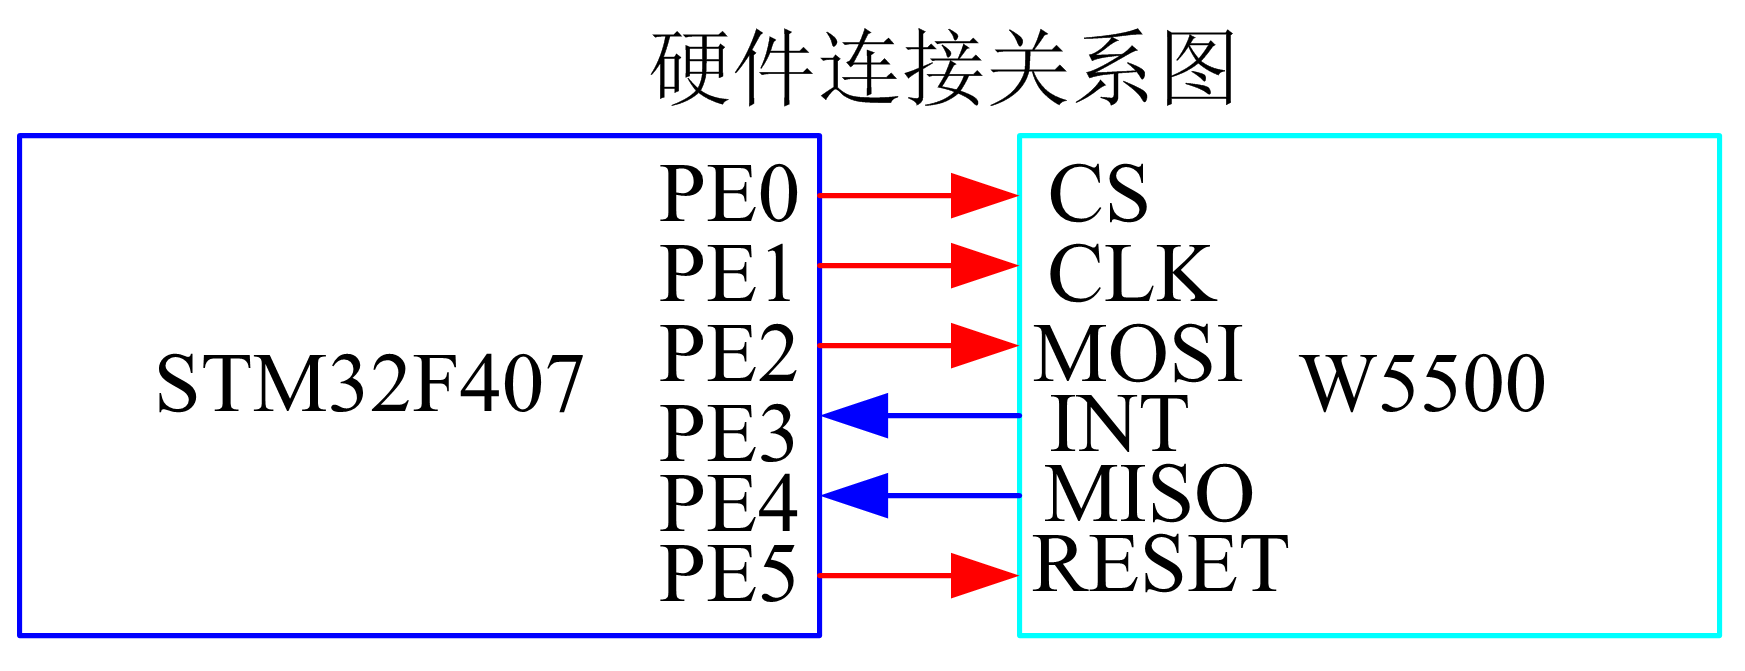 硬件连接关系图
PE0 CS
PE1 CLK
PE2 MOSI
STM32F407 W5500
PE3 INT
PE4 MISO
PE5 RESET